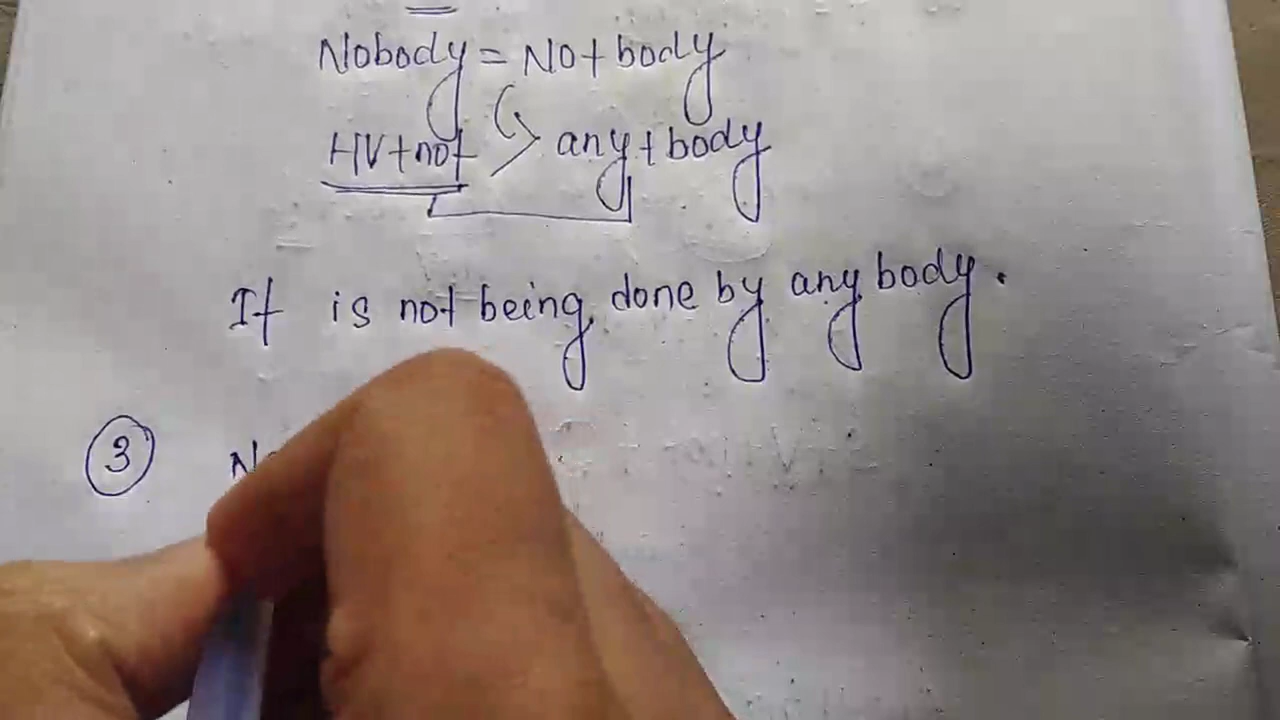 Nobody = No + body
HV + not > any + body
It is not being done by any body.
3